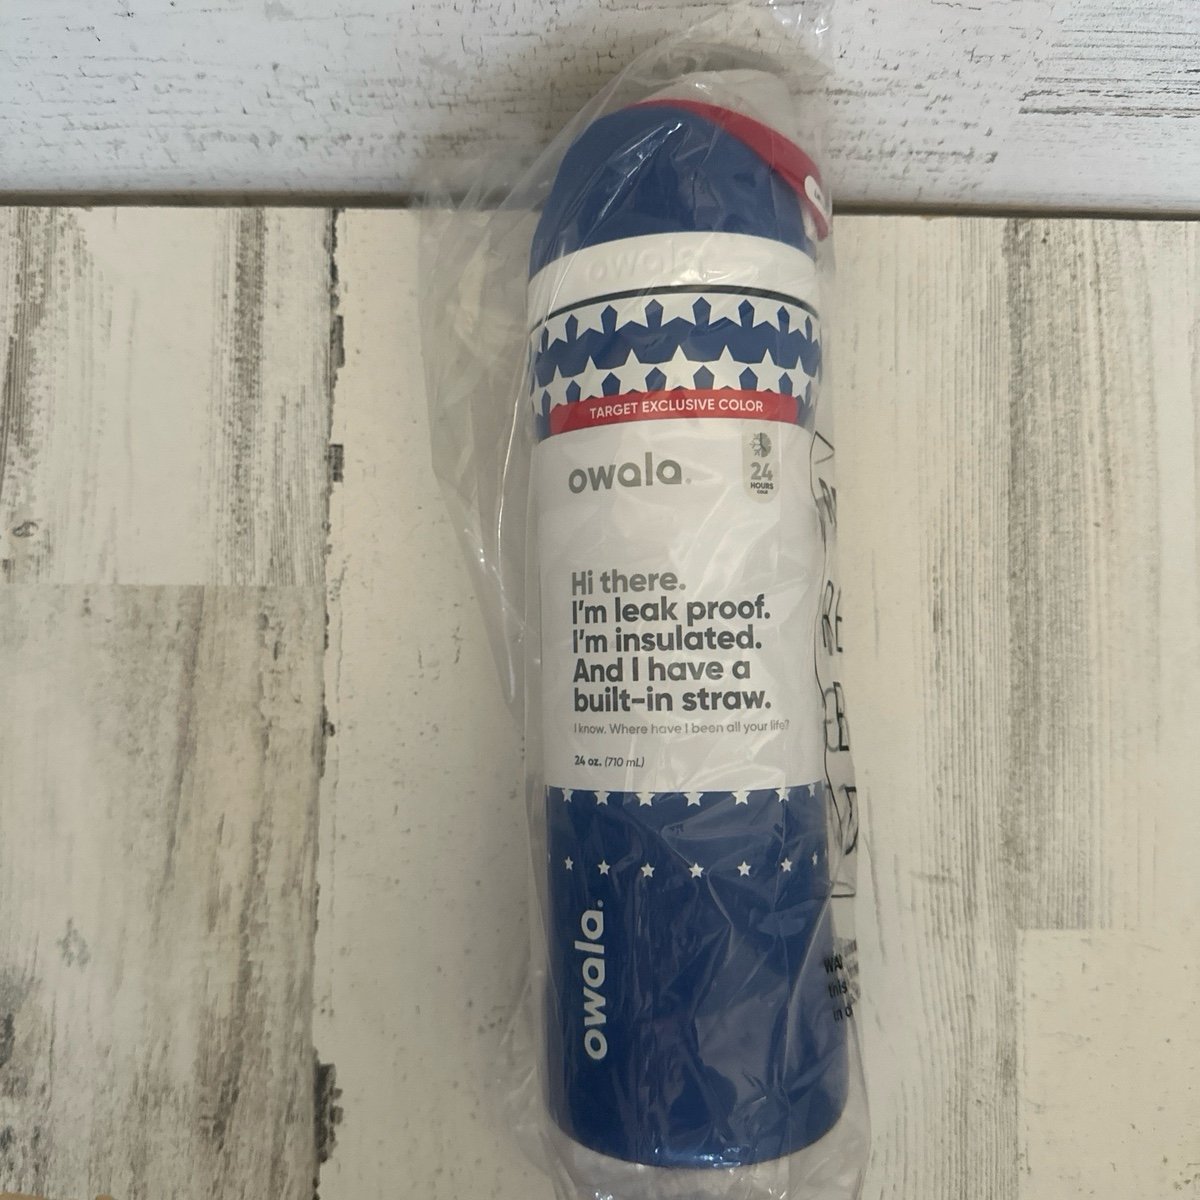 owala
TARGET EXCLUSIVE COLOR
owala.
24
HOURS
COLD
Hi there.
I'm leak proof.
I'm insulated.
And I have a
built-in straw.
I know. Where have I been all your life?
24 oz. (710 mL)
owala.